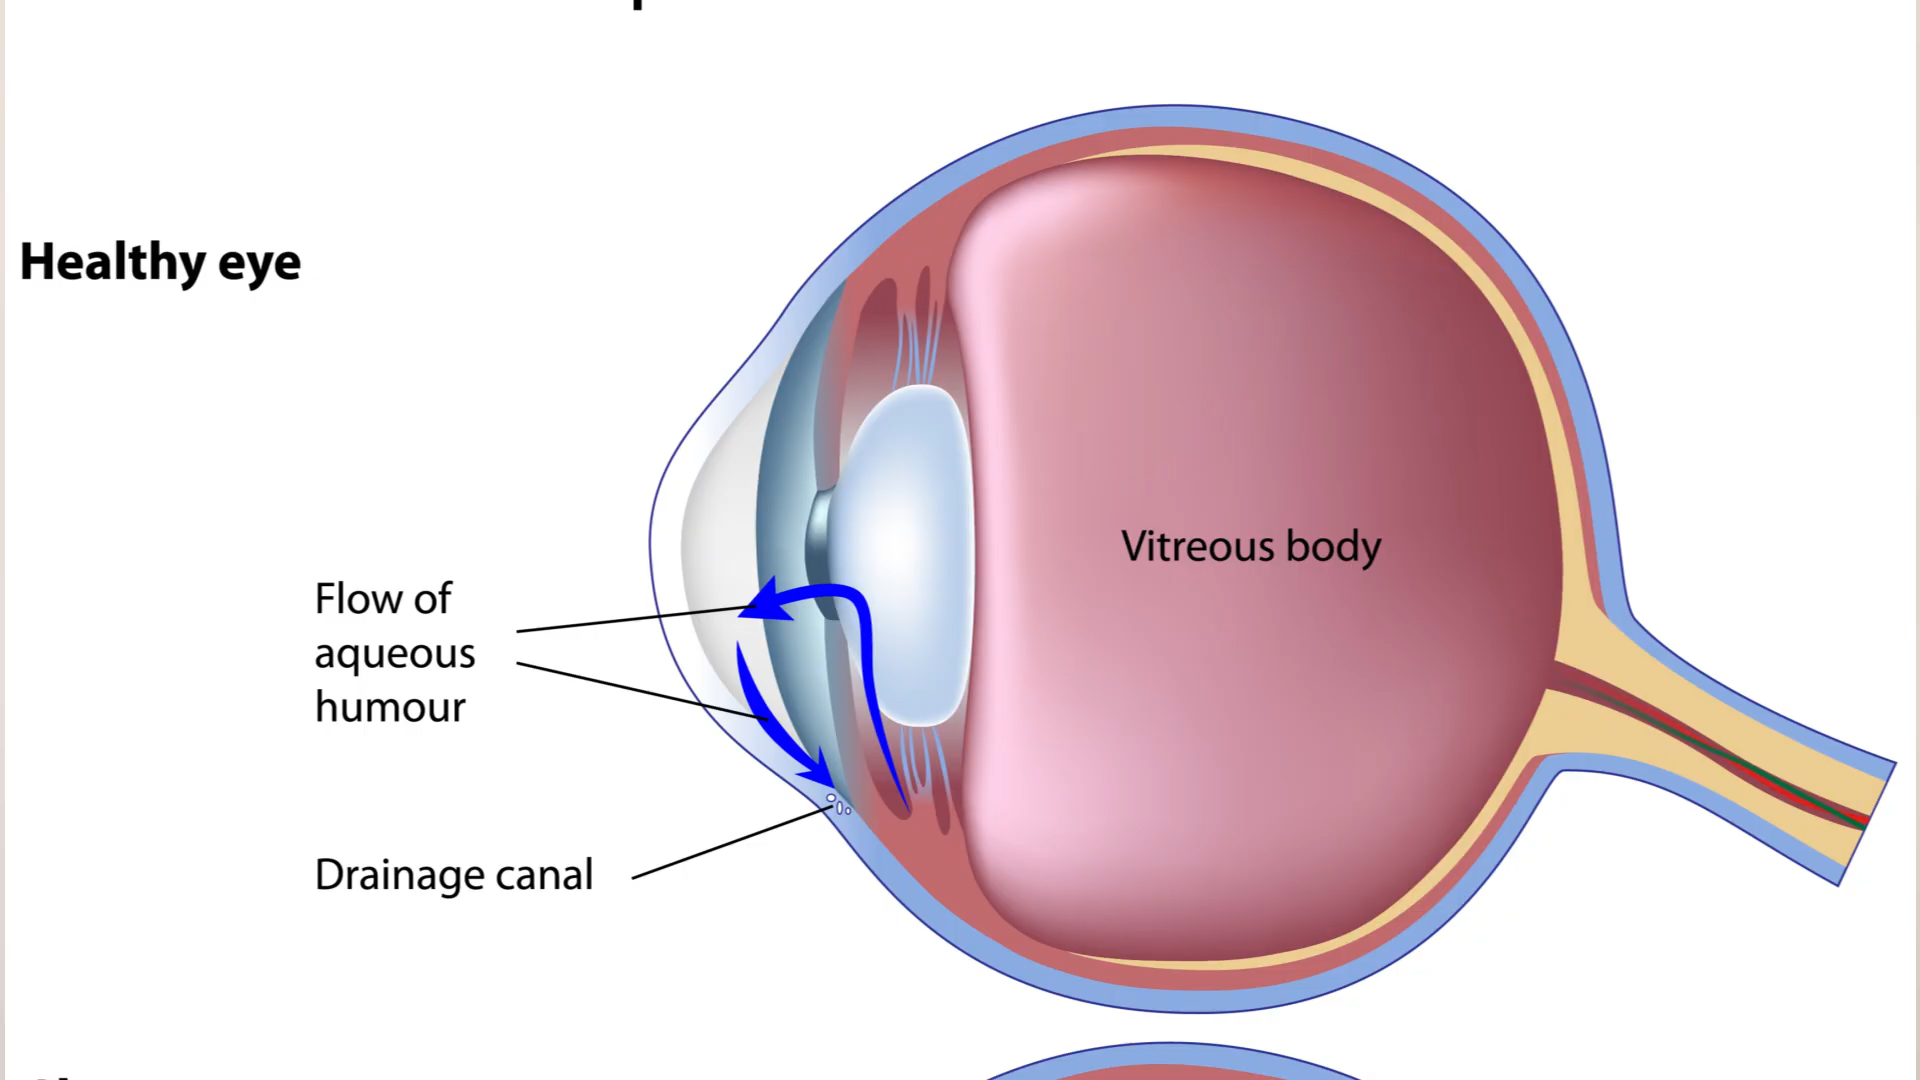 Healthy eye
Flow of
aqueous
humour
Vitreous body
Drainage canal